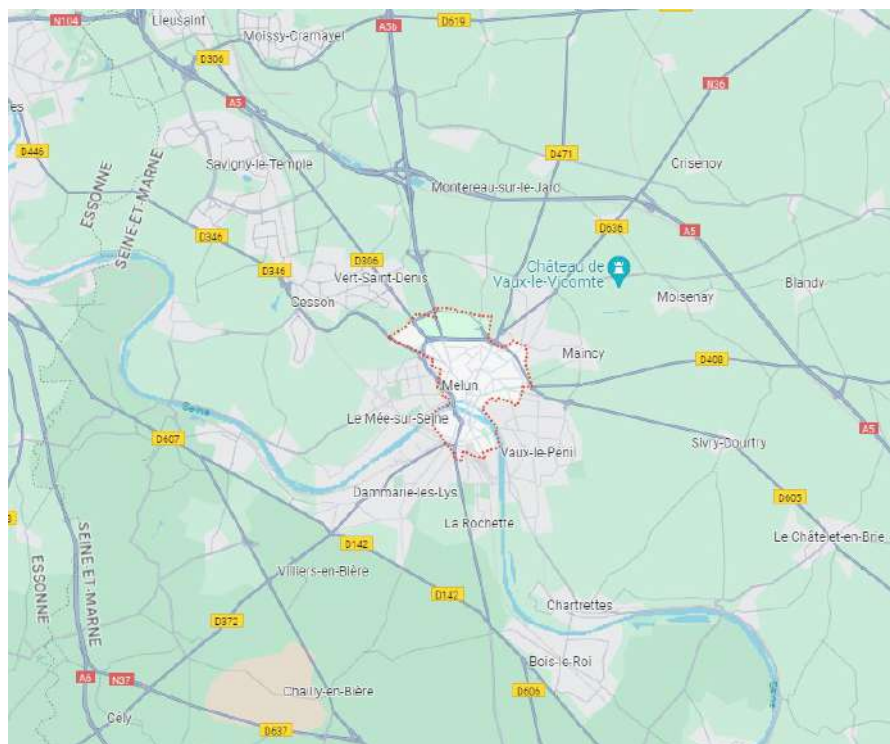 N104
Lieusaint
D619
A5b
Moissy-Cramayel
D306
A5
N36
D446
D471
Savigny-le-Temple
Crisenoy
Montereau-sur-le-Jard
ESSONNE
SEINE-ET-MARNE
D346
D636
A5
D306
D346
Vert-Saint-Denis
Château de
Vaux-le-Vicomte
Blandy
Moisenay
Cesson
Maincy
D408
Melun
Seine
Le Mée-sur-Seine
A5
D607
Vaux-le-Pénil
Sivry-Courtry
Dammarie-les-Lys
D605
La Rochette
Le Châtelet-en-Brie
SEINE-ET-MARNE
ESSONNE
D142
Villiers-en-Bière
D142
Chartrettes
D372
Bois-le-Roi
A6
N37
Chailly-en-Bière
D606
Seine
Cély
D637